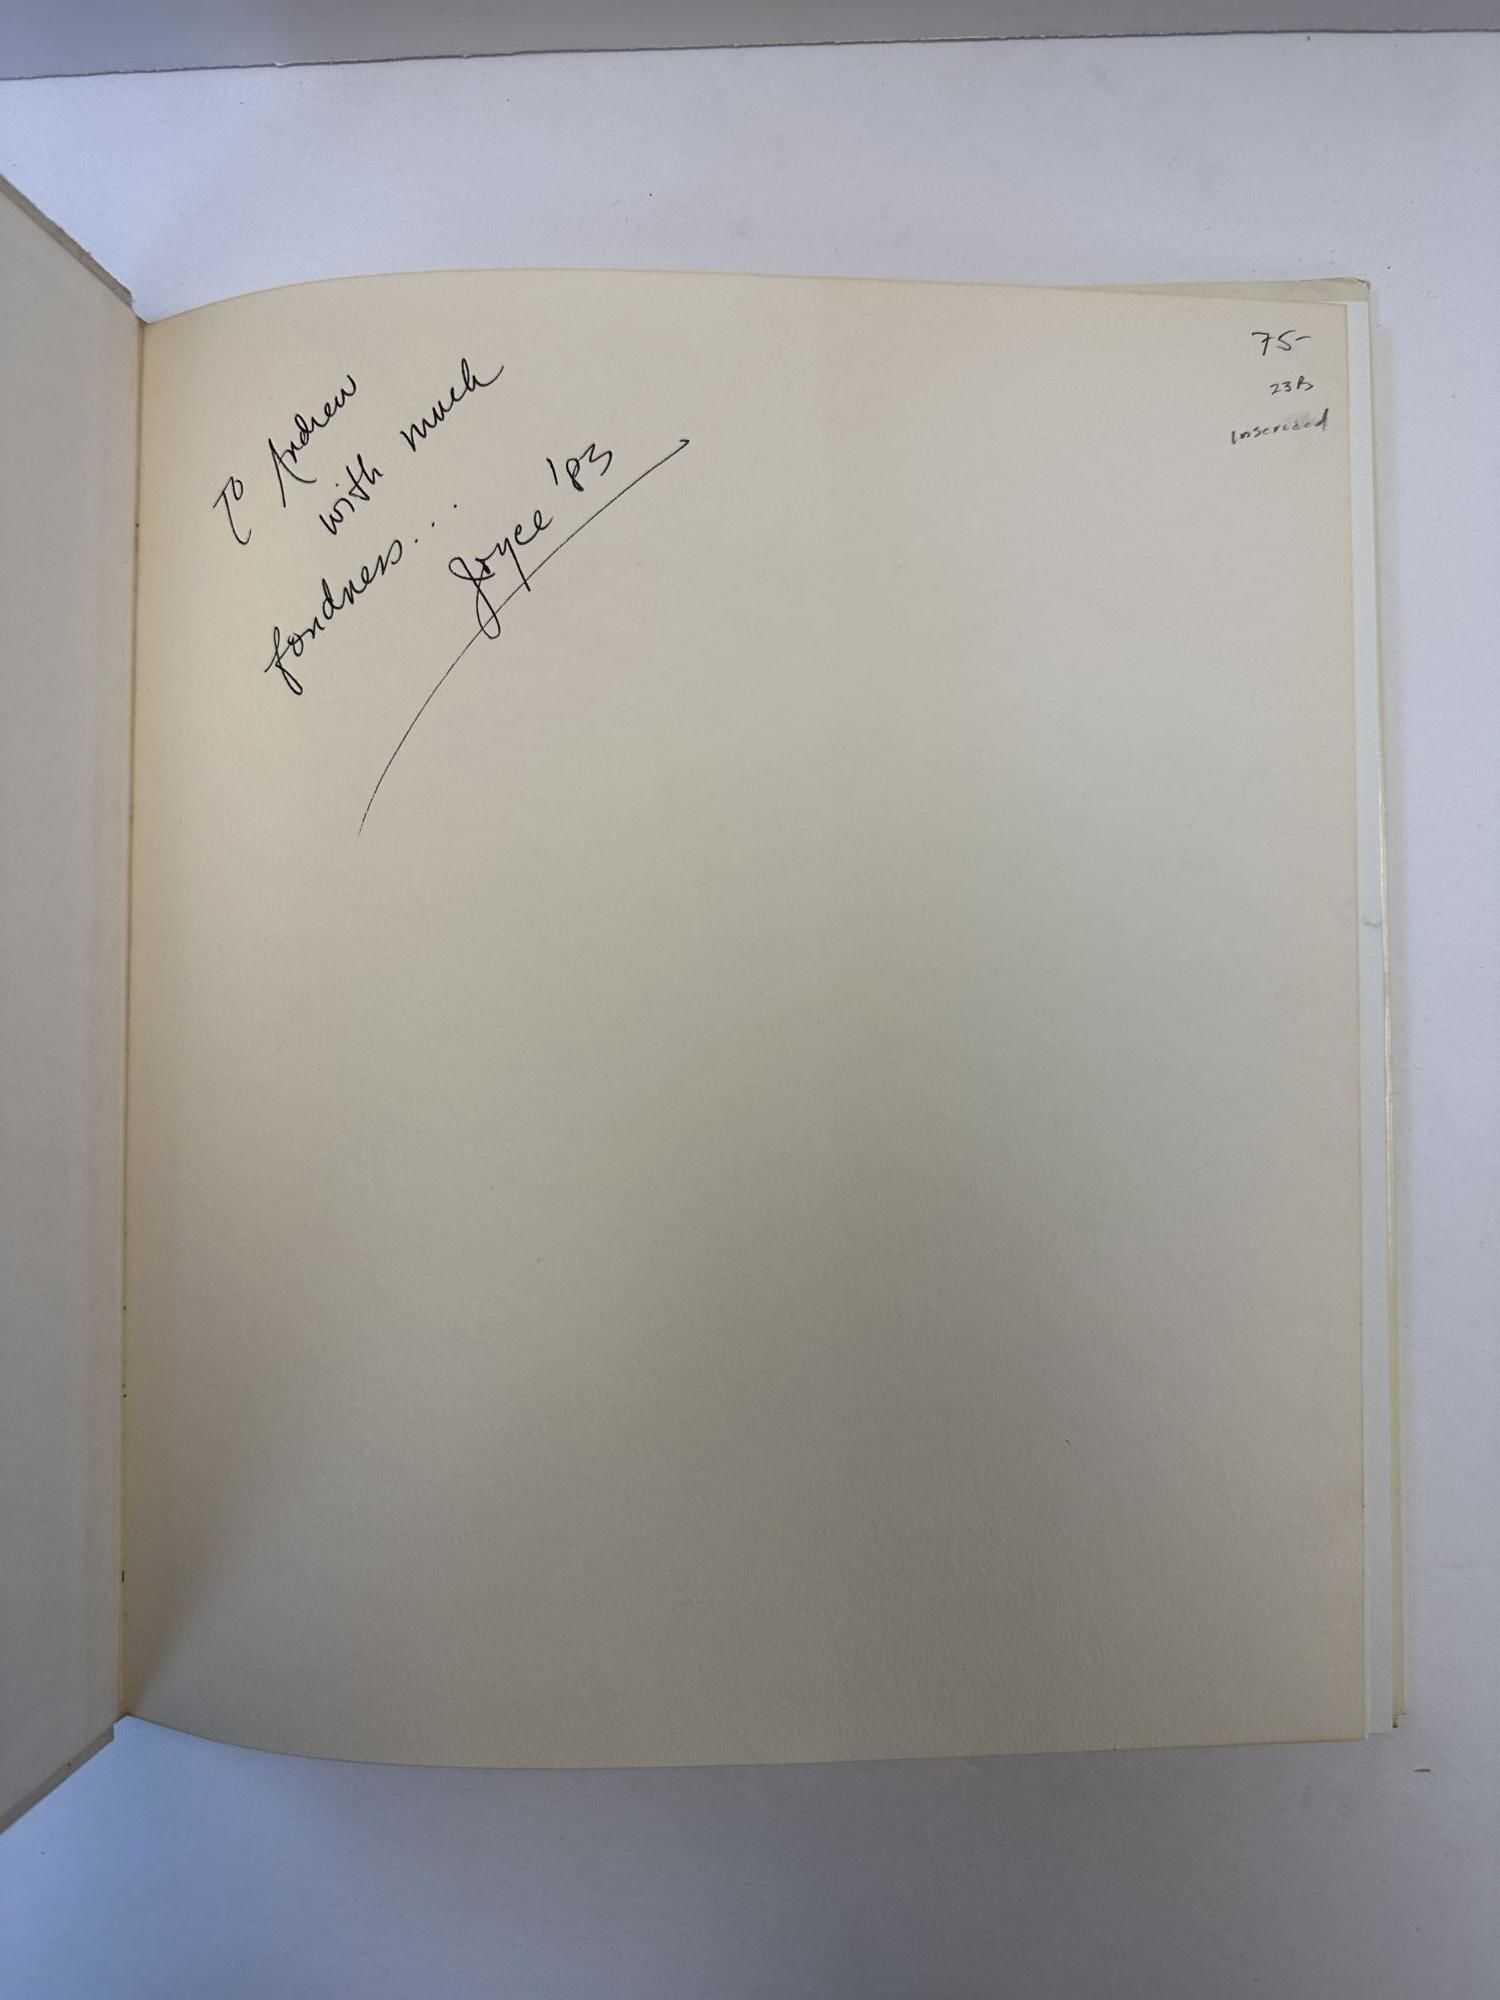 To Andrew
with much
fondness...
Joyce '83
75-
23B
Inscribed